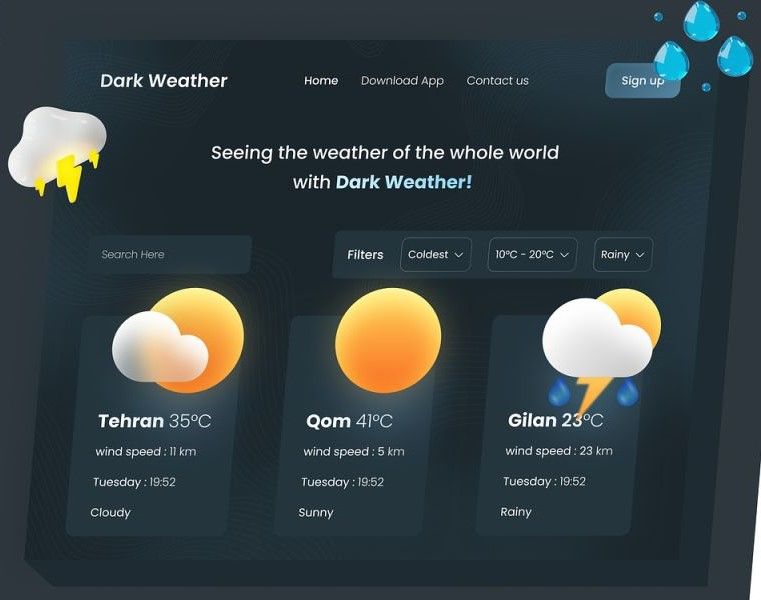 Dark Weather
Home Download App Contact us
Sign up
Seeing the weather of the whole world
with Dark Weather!
Search Here
Filters Coldest 10°C - 20°C Rainy
Tehran 35°C
wind speed : 11 km
Tuesday : 19:52
Cloudy
Qom 41°C
wind speed : 5 km
Tuesday : 19:52
Sunny
Gilan 23°C
wind speed : 23 km
Tuesday : 19:52
Rainy